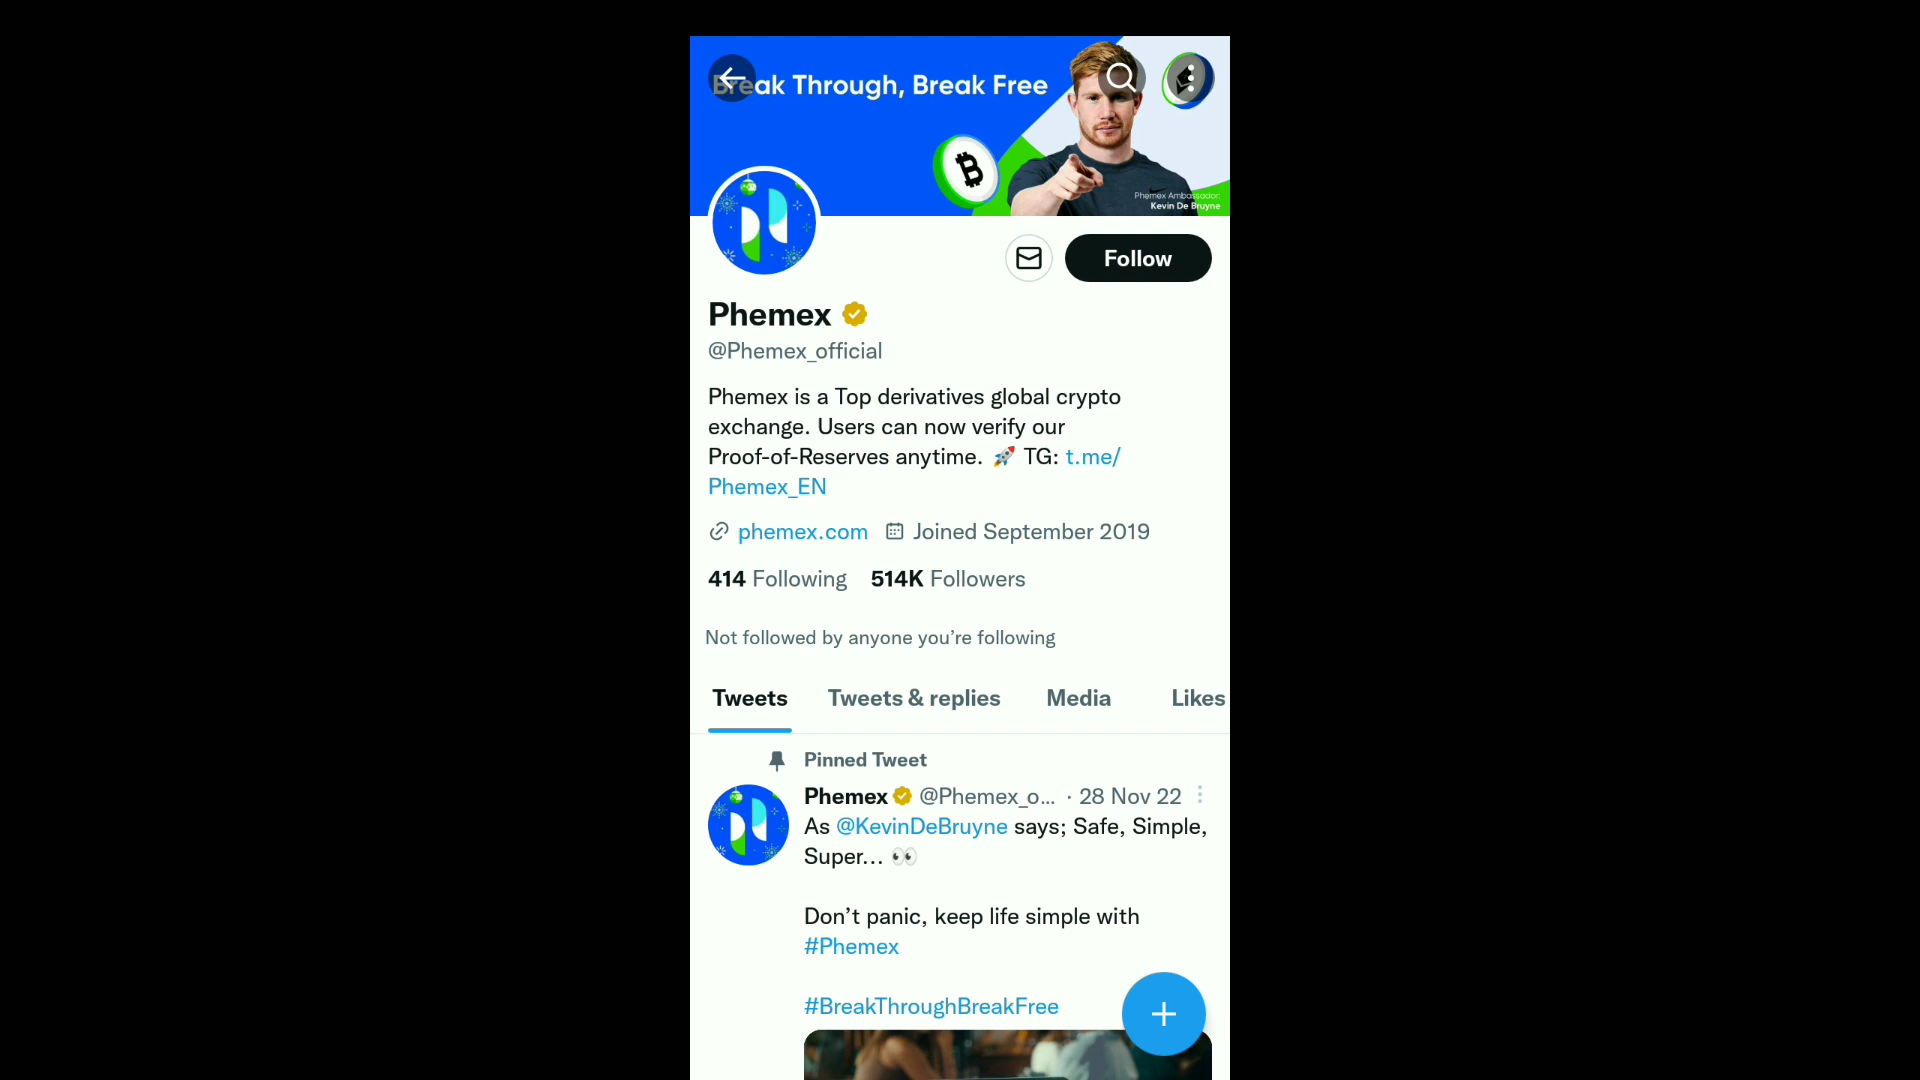 Break Through, Break Free
Phemex Ambassador:
Kevin De Bruyne
Follow
Phemex
@Phemex_official
Phemex is a Top derivatives global crypto
exchange. Users can now verify our
Proof-of-Reserves anytime. 🚀 TG: t.me/
Phemex_EN
phemex.com Joined September 2019
414 Following 514K Followers
Not followed by anyone you’re following
Tweets Tweets & replies Media Likes
Pinned Tweet
Phemex @Phemex_o... · 28 Nov 22
As @KevinDeBruyne says; Safe, Simple,
Super... 👀
Don’t panic, keep life simple with
#Phemex
#BreakThroughBreakFree